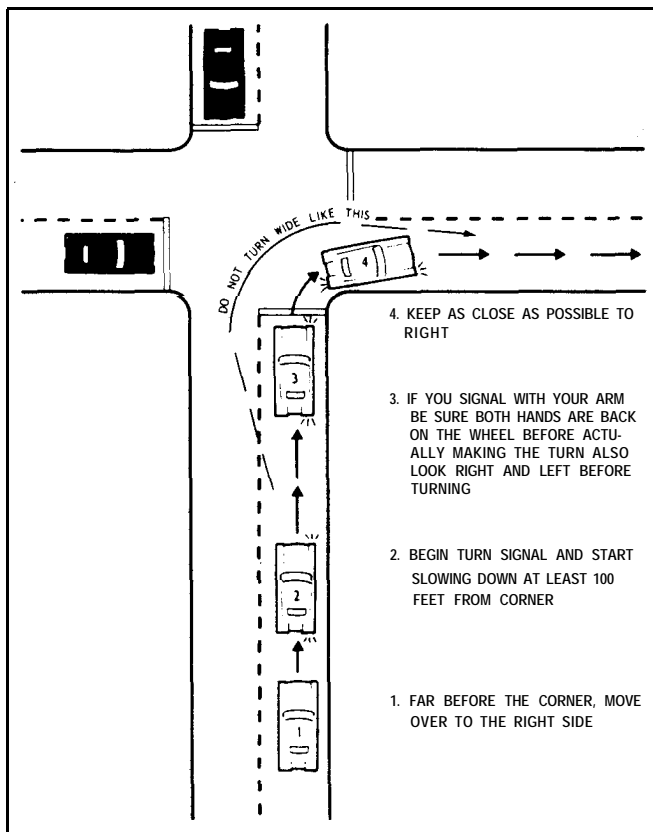 DO NOT TURN WIDE LIKE THIS
4
4. KEEP AS CLOSE AS POSSIBLE TO
RIGHT
3
3. IF YOU SIGNAL WITH YOUR ARM
BE SURE BOTH HANDS ARE BACK
ON THE WHEEL BEFORE ACTU-
ALLY MAKING THE TURN ALSO
LOOK RIGHT AND LEFT BEFORE
TURNING
2
2. BEGIN TURN SIGNAL AND START
SLOWING DOWN AT LEAST 100
FEET FROM CORNER
1
1. FAR BEFORE THE CORNER, MOVE
OVER TO THE RIGHT SIDE